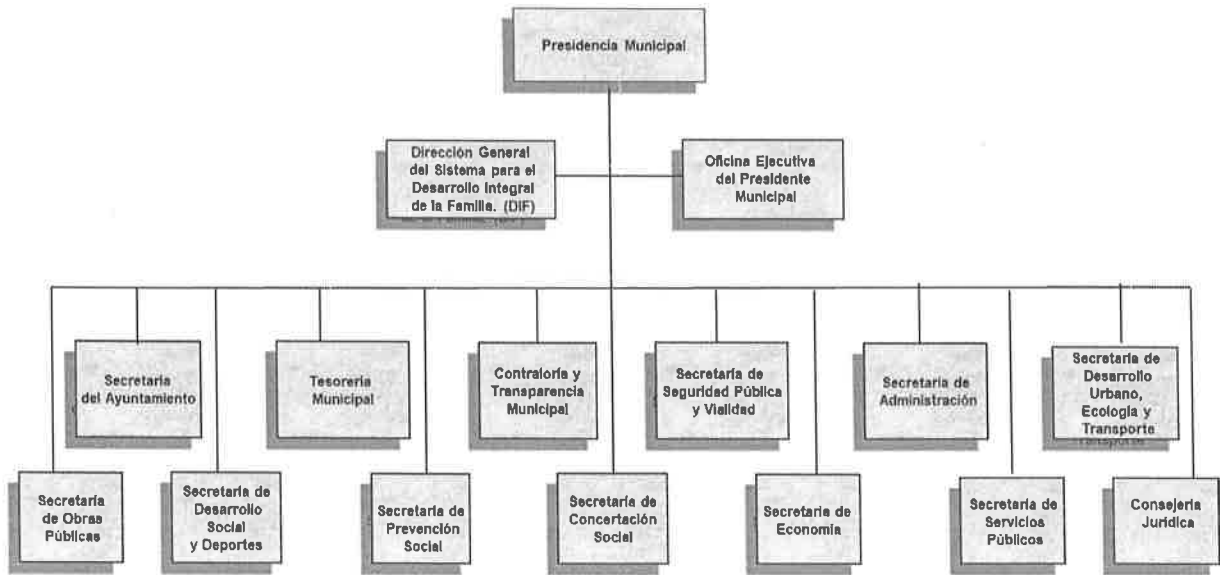 Presidencia Municipal
Dirección General
del Sistema para el
Desarrollo Integral
de la Familia. (DIF)
Oficina Ejecutiva
del Presidente
Municipal
Secretaría
del Ayuntamiento
Tesorería
Municipal
Contraloría y
Transparencia
Municipal
Secretaría de
Seguridad Pública
y Vialidad
Secretaría de
Administración
Secretaría de
Desarrollo
Urbano,
Ecología y
Transporte
Secretaría
de Obras
Públicas
Secretaría de
Desarrollo
Social
y Deportes
Secretaría de
Prevención
Social
Secretaría de
Concertación
Social
Secretaría de
Economía
Secretaría de
Servicios
Públicos
Consejería
Jurídica